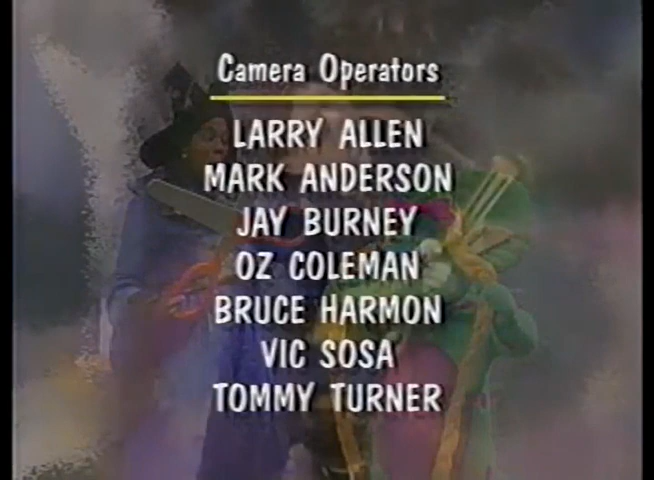 Camera Operators
LARRY ALLEN
MARK ANDERSON
JAY BURNEY
OZ COLEMAN
BRUCE HARMON
VIC SOSA
TOMMY TURNER